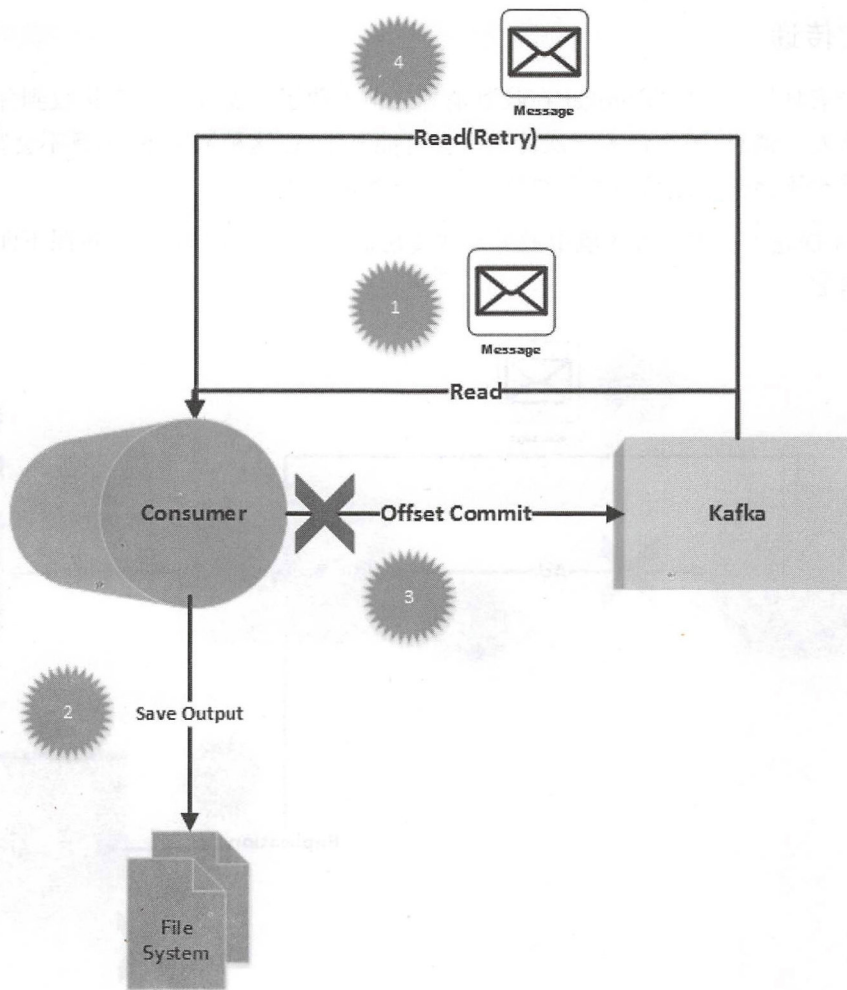 4
Message
Read(Retry)
1
Message
Read
Consumer
Offset Commit
Kafka
3
2
Save Output
File
System